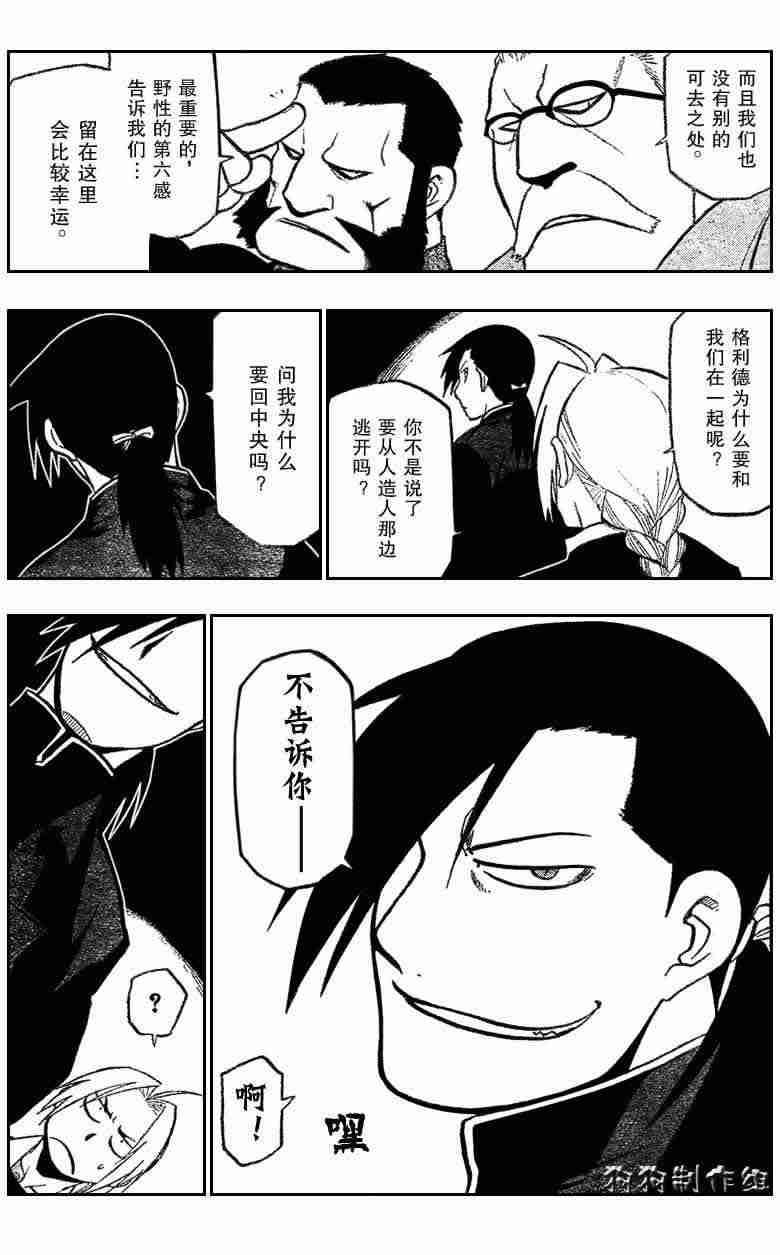 而且我们也
没有别的
可去之处。
最重要的，
野性的第六感
告诉我们…
留在这里
会比较幸运。
格利德为什么要和
我们在一起呢？
你不是说了
要从人造人那边
逃开吗？
问我为什么
要回中央吗？
不告诉你——
啊！
嘿
？
狗狗制作组